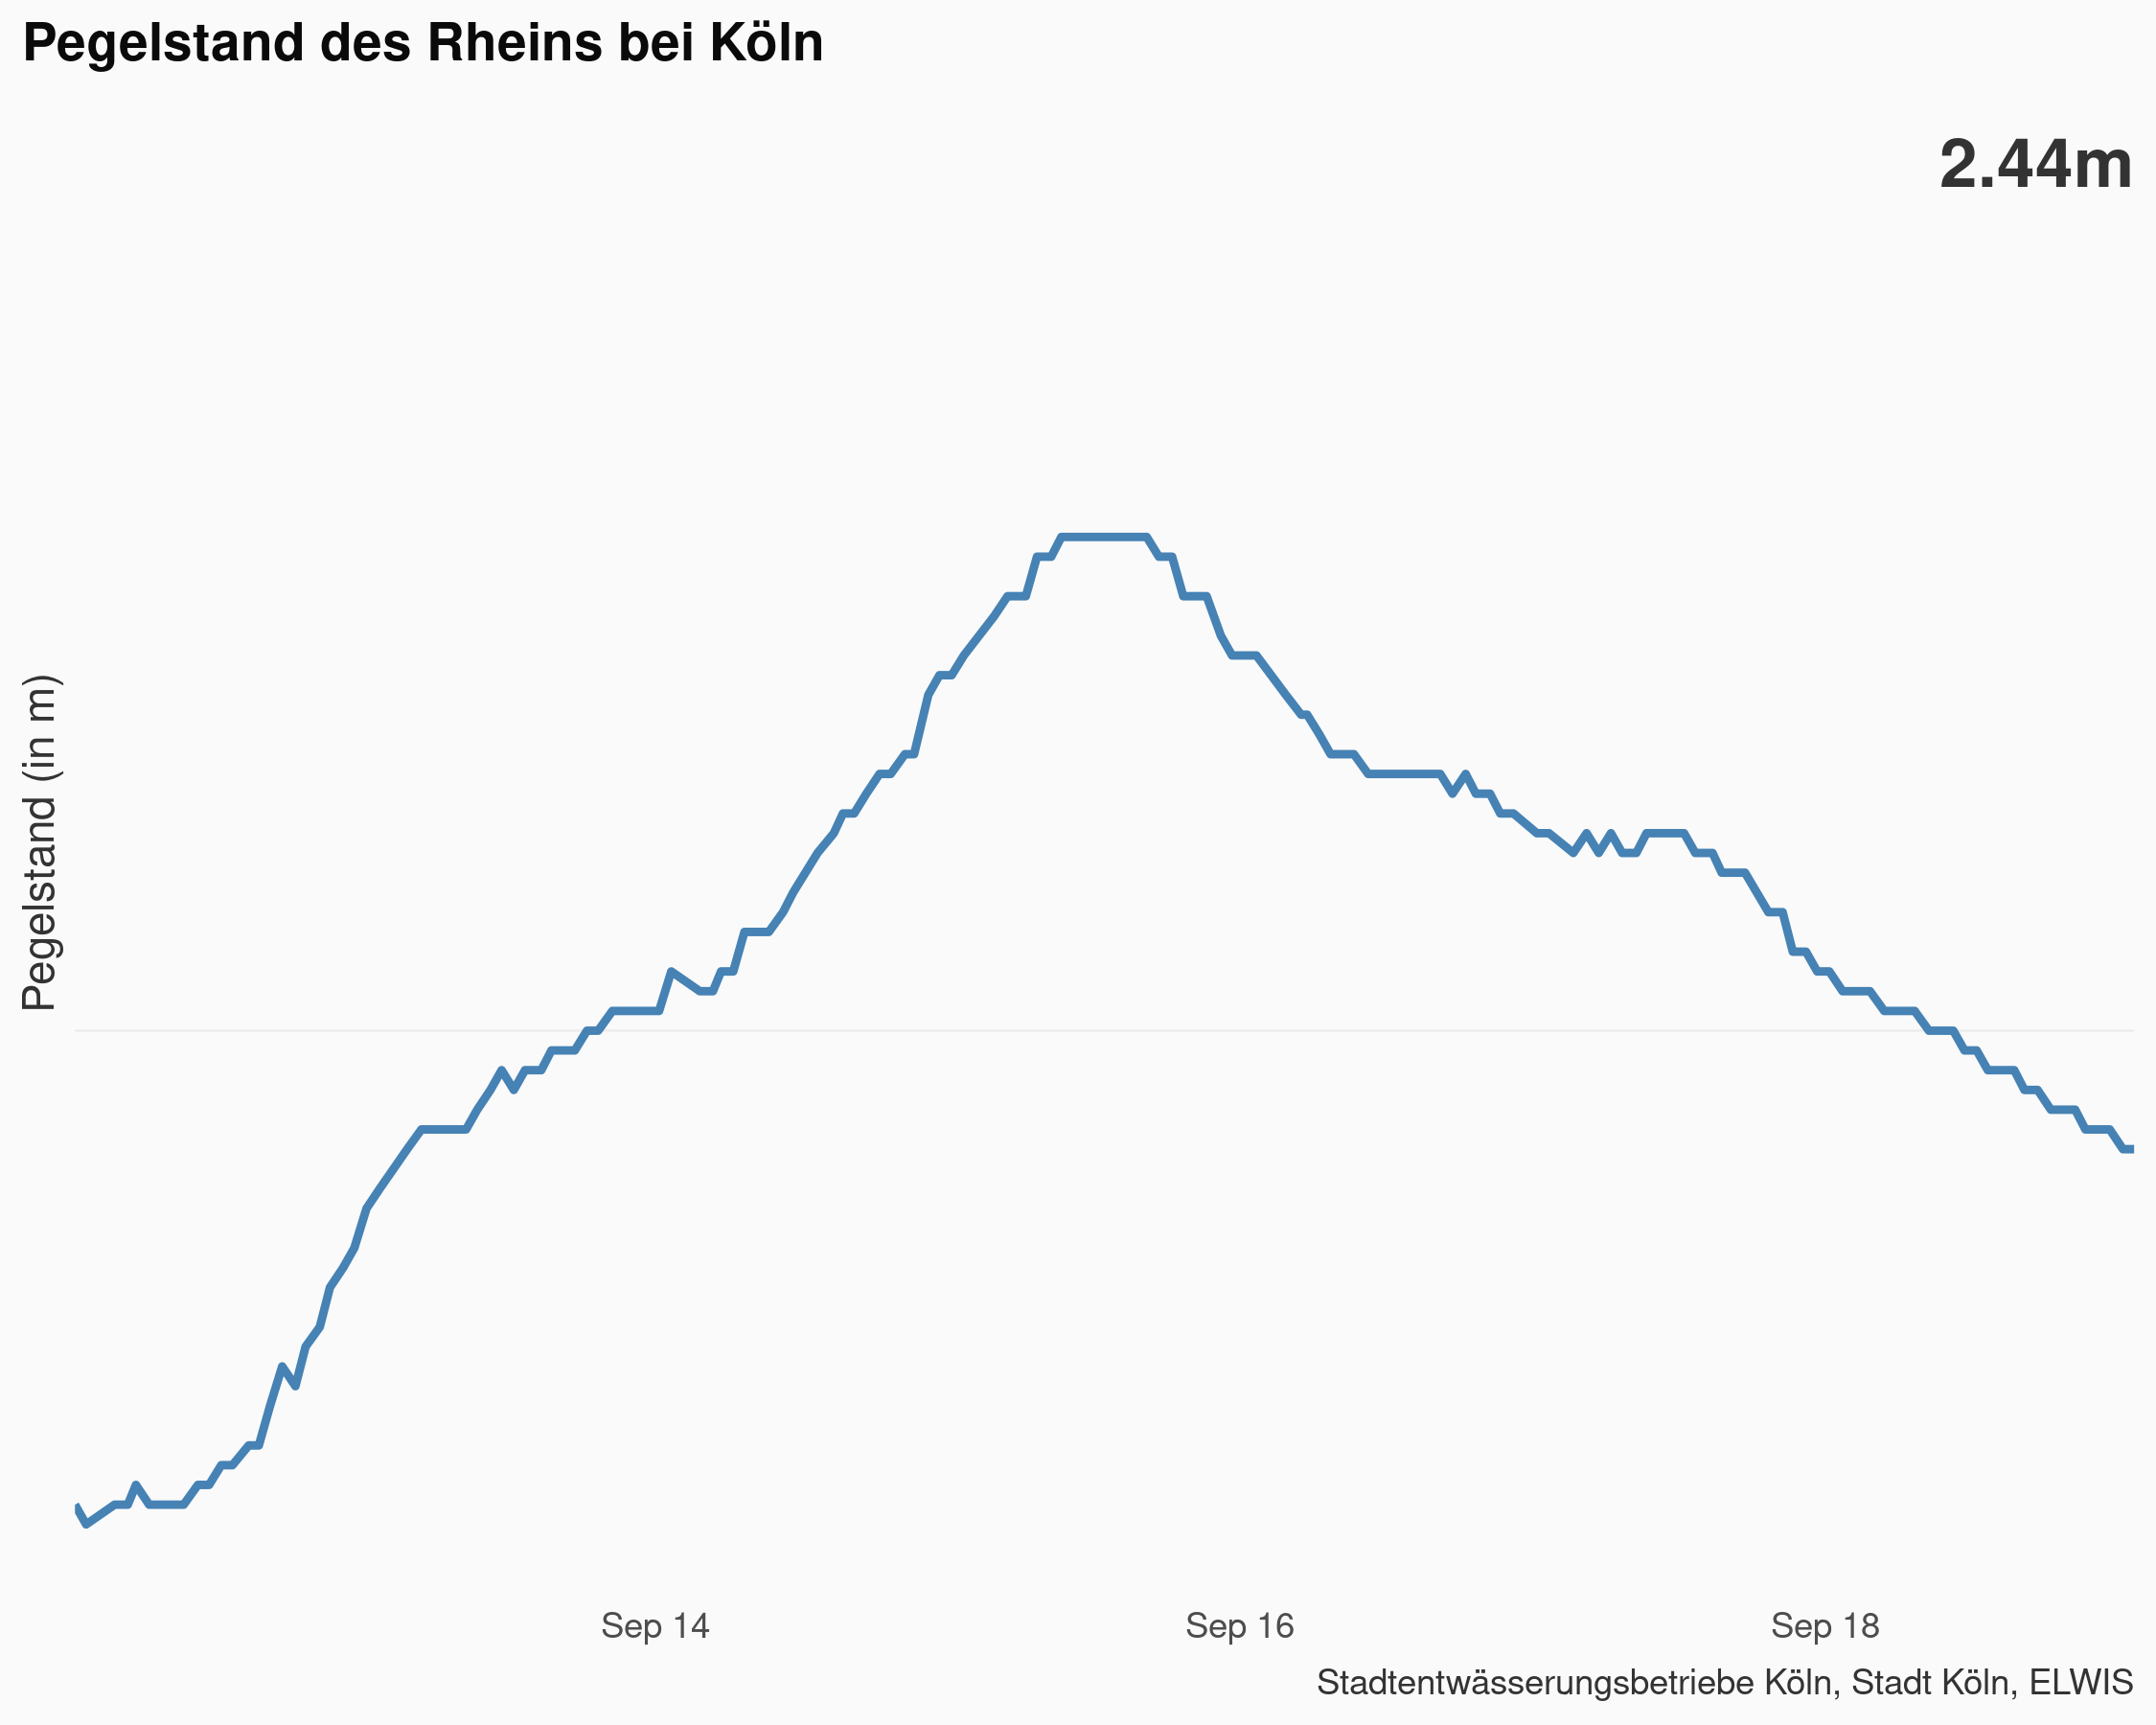 Pegelstand des Rheins bei Köln
2.44m
Pegelstand (in m)
Sep 14
Sep 16
Sep 18
Stadtentwässerungsbetriebe Köln, Stadt Köln, ELWIS